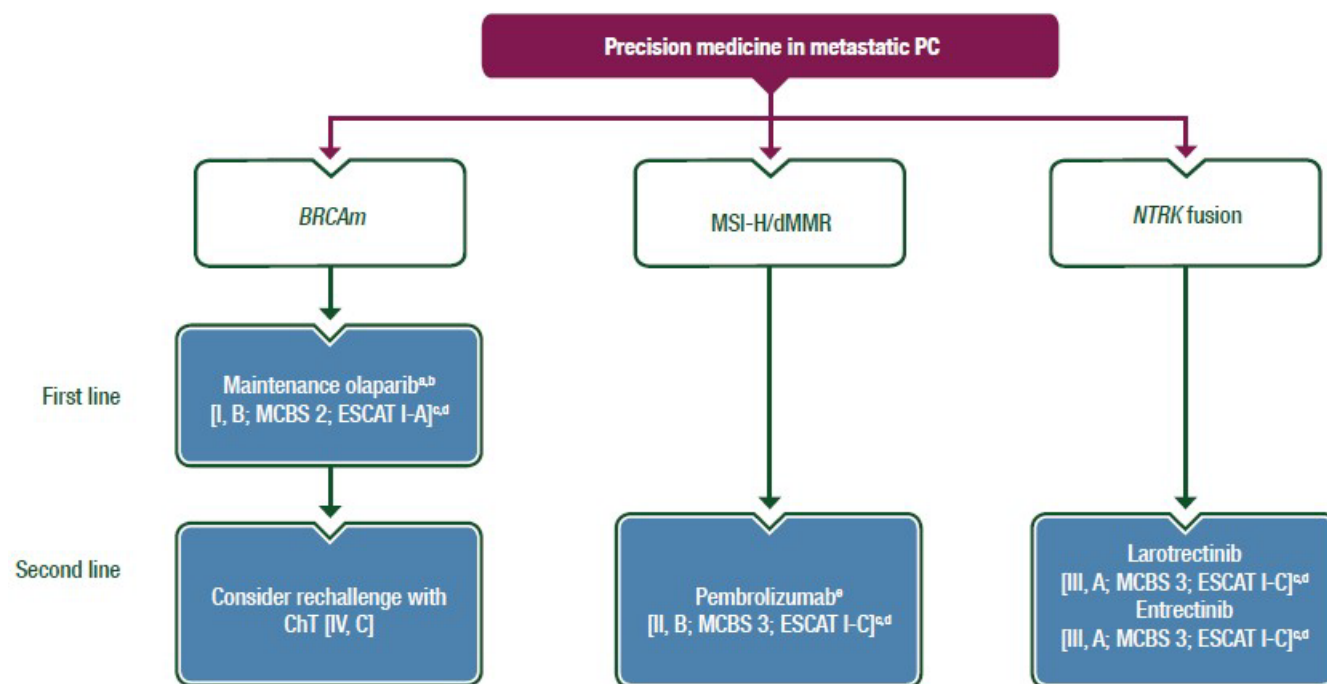 Precision medicine in metastatic PC
BRCAm
MSI-H/dMMR
NTRK fusion
First line
Maintenance olaparibᵃ,ᵇ
[I, B; MCBS 2; ESCAT I-A]ᶜ,ᵈ
Second line
Consider rechallenge with
ChT [IV, C]
Pembrolizumabᵉ
[II, B; MCBS 3; ESCAT I-C]ᶜ,ᵈ
Larotrectinib
[III, A; MCBS 3; ESCAT I-C]ᶜ,ᵈ
Entrectinib
[III, A; MCBS 3; ESCAT I-C]ᶜ,ᵈ